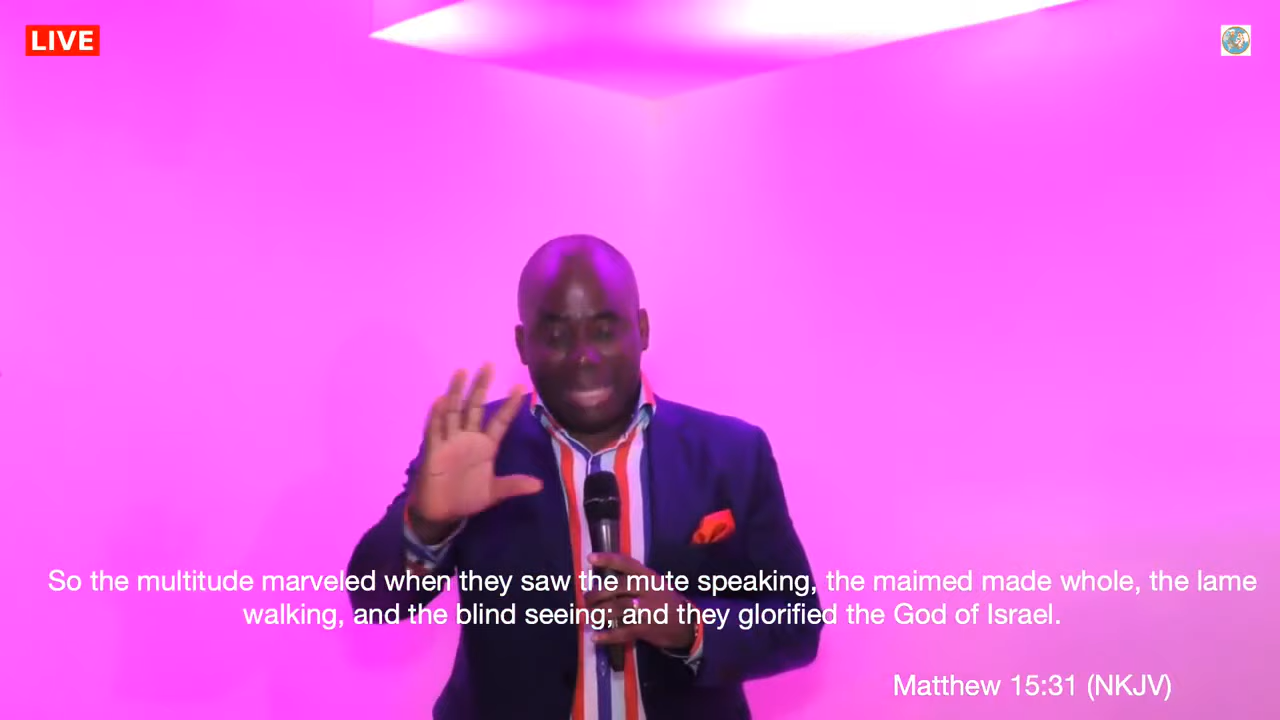 LIVE
So the multitude marveled when they saw the mute speaking, the maimed made whole, the lame
walking, and the blind seeing; and they glorified the God of Israel.
Matthew 15:31 (NKJV)